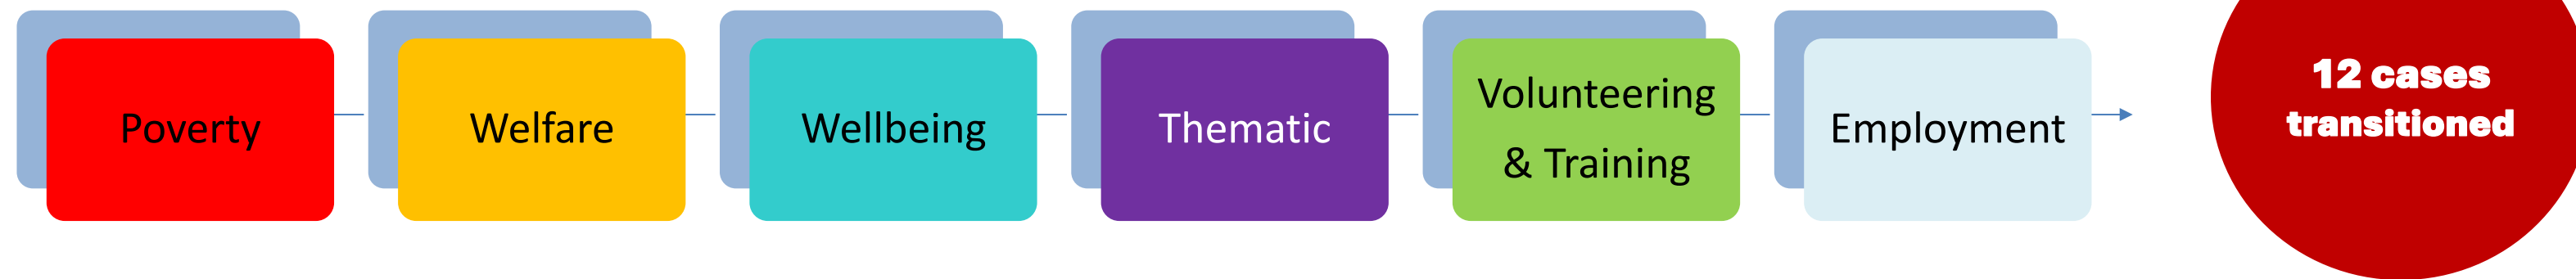 Poverty
Welfare
Wellbeing
Thematic
Volunteering
& Training
Employment
12 cases
transitioned